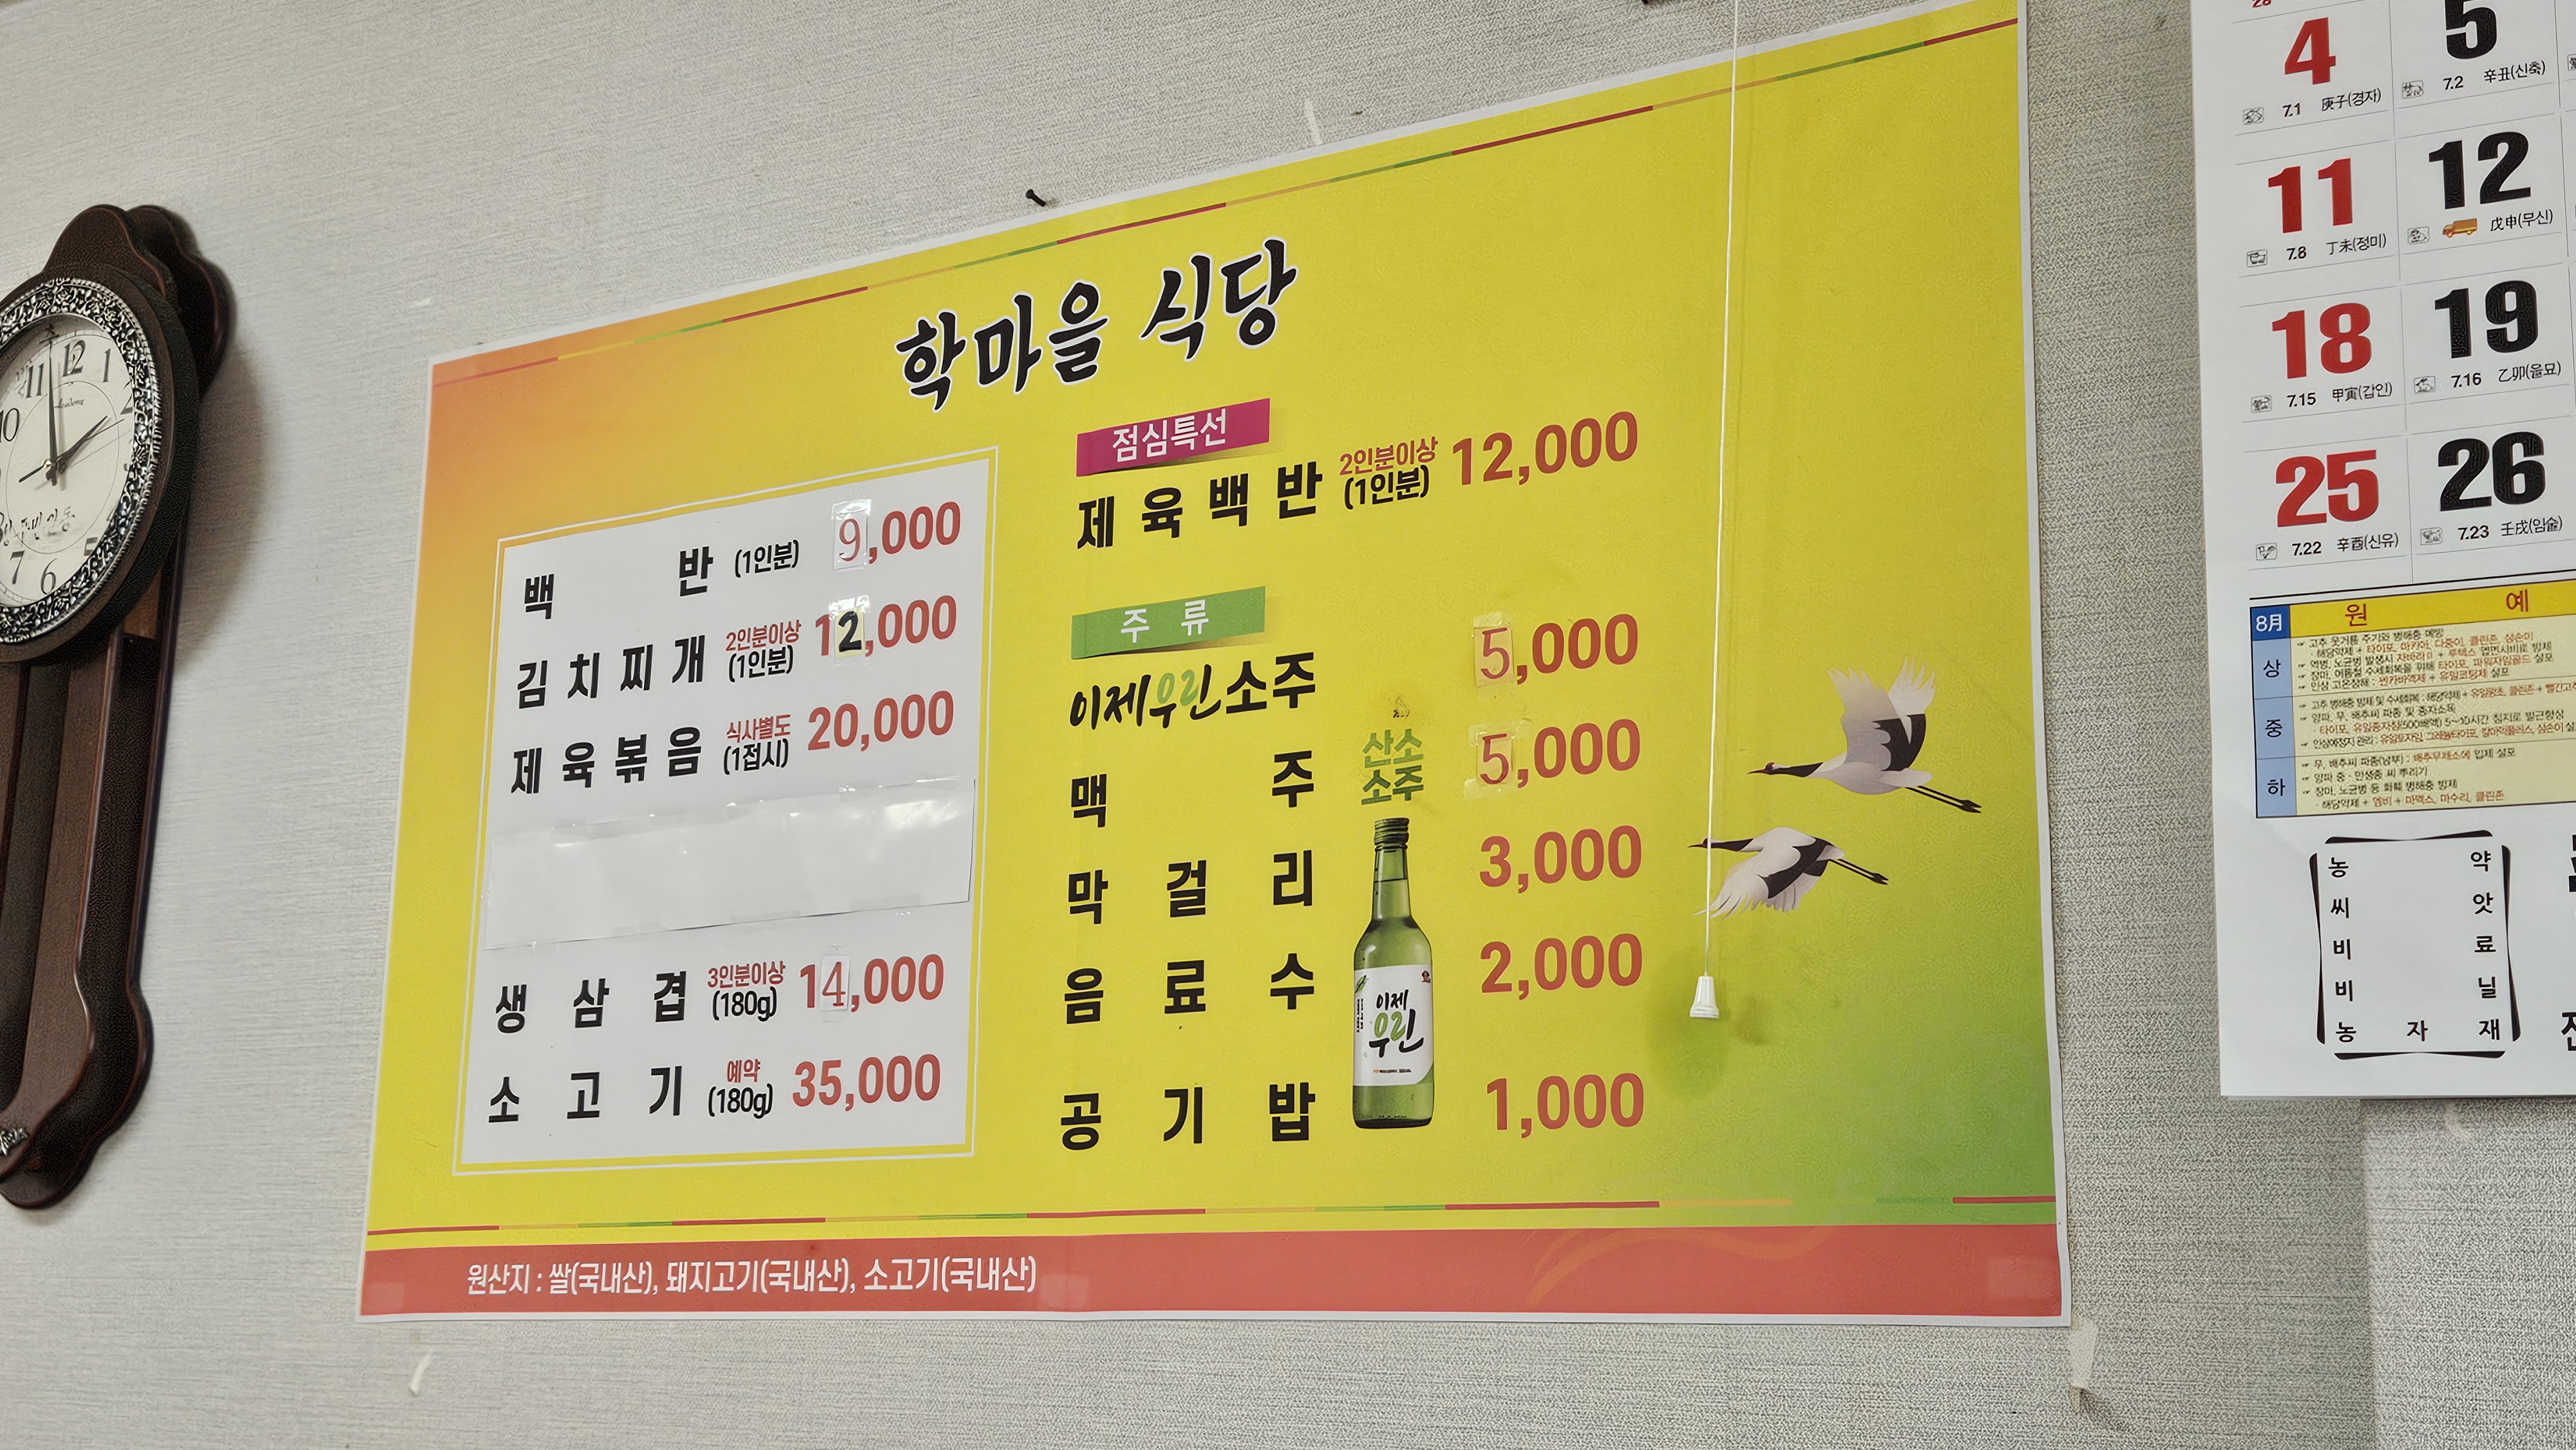 학마을 식당
백 반 (1인분) 9,000
김치찌개 2인분이상 (1인분) 12,000
제육볶음 식사별도 (1접시) 20,000
생삼겹 3인분이상 (180g) 14,000
소고기 예약 (180g) 35,000
점심특선
제육백반 2인분이상 (1인분) 12,000
주류
이제우린소주 5,000
맥 주 5,000
막걸리 3,000
음료수 2,000
공기밥 1,000
산소
소주
이제
우린
원산지 : 쌀(국내산), 돼지고기(국내산), 소고기(국내산)
11 12 1
10 2
7 6 5
4 5
7.1 庚子(경자) 7.2 辛丑(신축)
11 12
7.8 丁未(정미) 戊申(무신)
18 19
7.15 甲寅(갑인) 7.16 乙卯(을묘)
25 26
7.22 辛酉(신유) 7.23 壬戌(임술)
8月 원 예
상
중
하
농 약
씨 앗
비 료
비 닐
농 자 재